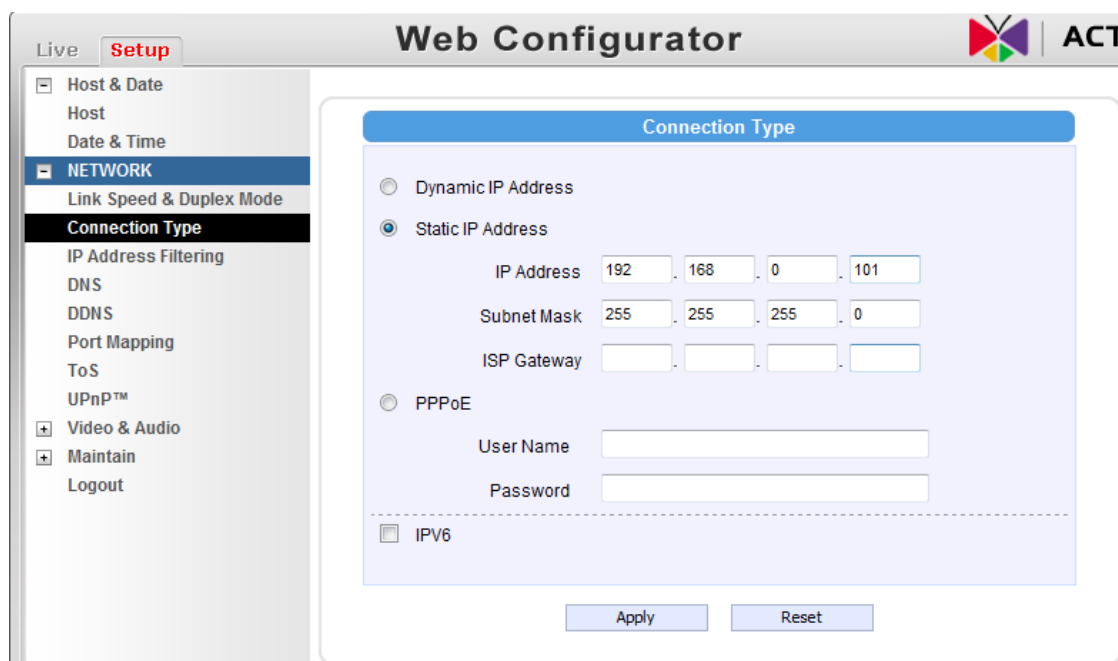 Live Setup
Web Configurator
ACT
Host & Date
Host
Date & Time
NETWORK
Link Speed & Duplex Mode
Connection Type
IP Address Filtering
DNS
DDNS
Port Mapping
ToS
UPnP™
Video & Audio
Maintain
Logout
Connection Type
Dynamic IP Address
Static IP Address
IP Address 192 . 168 . 0 . 101
Subnet Mask 255 . 255 . 255 . 0
ISP Gateway . . .
PPPoE
User Name
Password
IPV6
Apply Reset